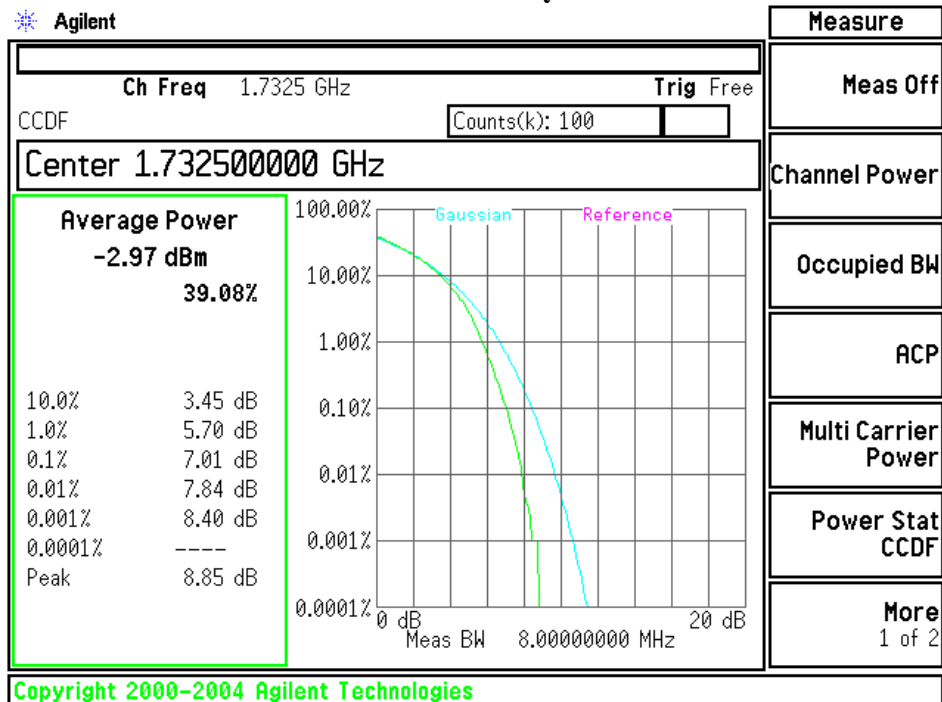 Agilent
Measure
Ch Freq 1.7325 GHz Trig Free
CCDF Counts(k): 100
Center 1.732500000 GHz
Average Power
-2.97 dBm
39.08%
10.0% 3.45 dB
1.0% 5.70 dB
0.1% 7.01 dB
0.01% 7.84 dB
0.001% 8.40 dB
0.0001% ----
Peak 8.85 dB
Gaussian Reference
100.00%
10.00%
1.00%
0.10%
0.01%
0.001%
0.0001%
0 dB 20 dB
Meas BW 8.00000000 MHz
Meas Off
Channel Power
Occupied BW
ACP
Multi Carrier
Power
Power Stat
CCDF
More
1 of 2
Copyright 2000-2004 Agilent Technologies